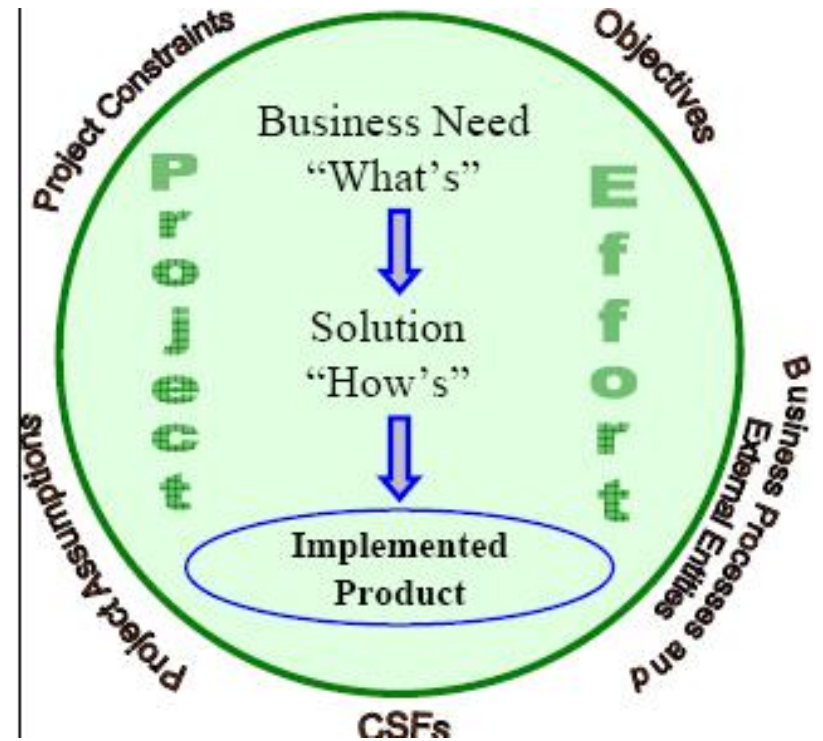 Project Constraints
Objectives
Business Need
“What’s”
Project
Effort
Solution
“How’s”
Implemented
Product
Project Assumptions
Business Processes and
External Entities
CSFs